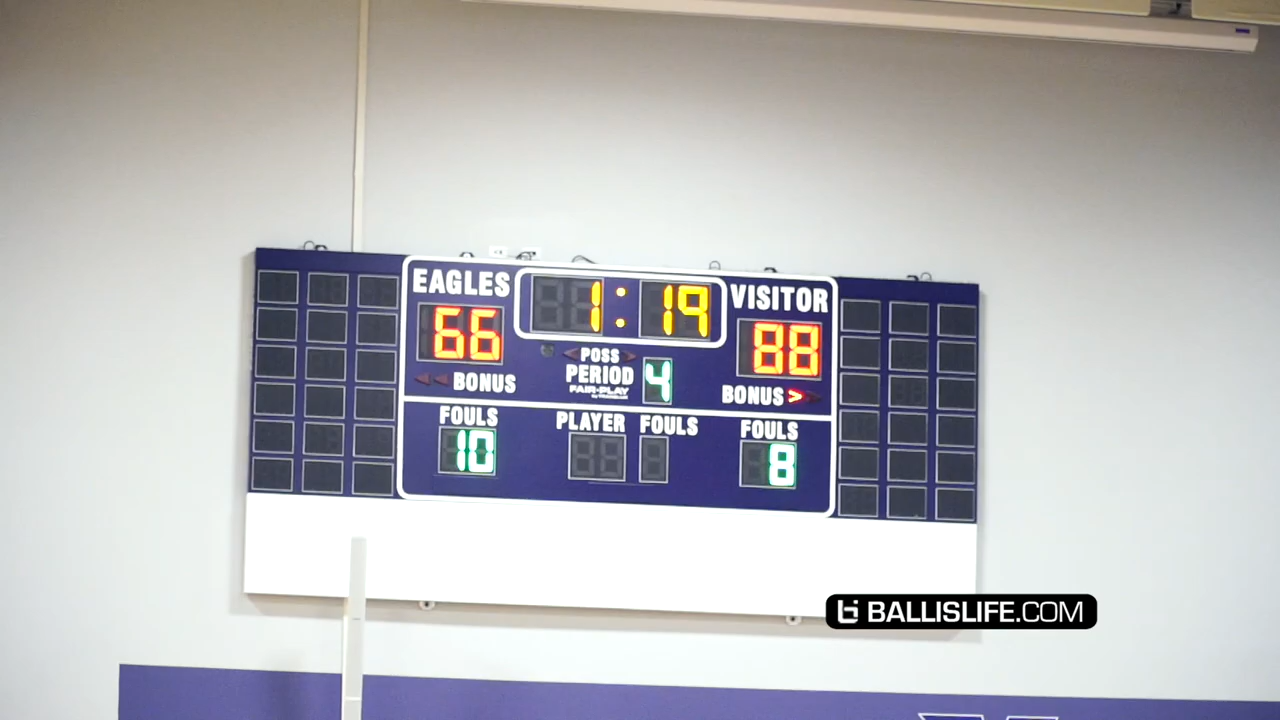 EAGLES 1:19 VISITOR
66 88
POSS
PERIOD 4
FAIR-PLAY
BONUS BONUS >
FOULS PLAYER FOULS FOULS
10 8
BALLISLIFE.COM